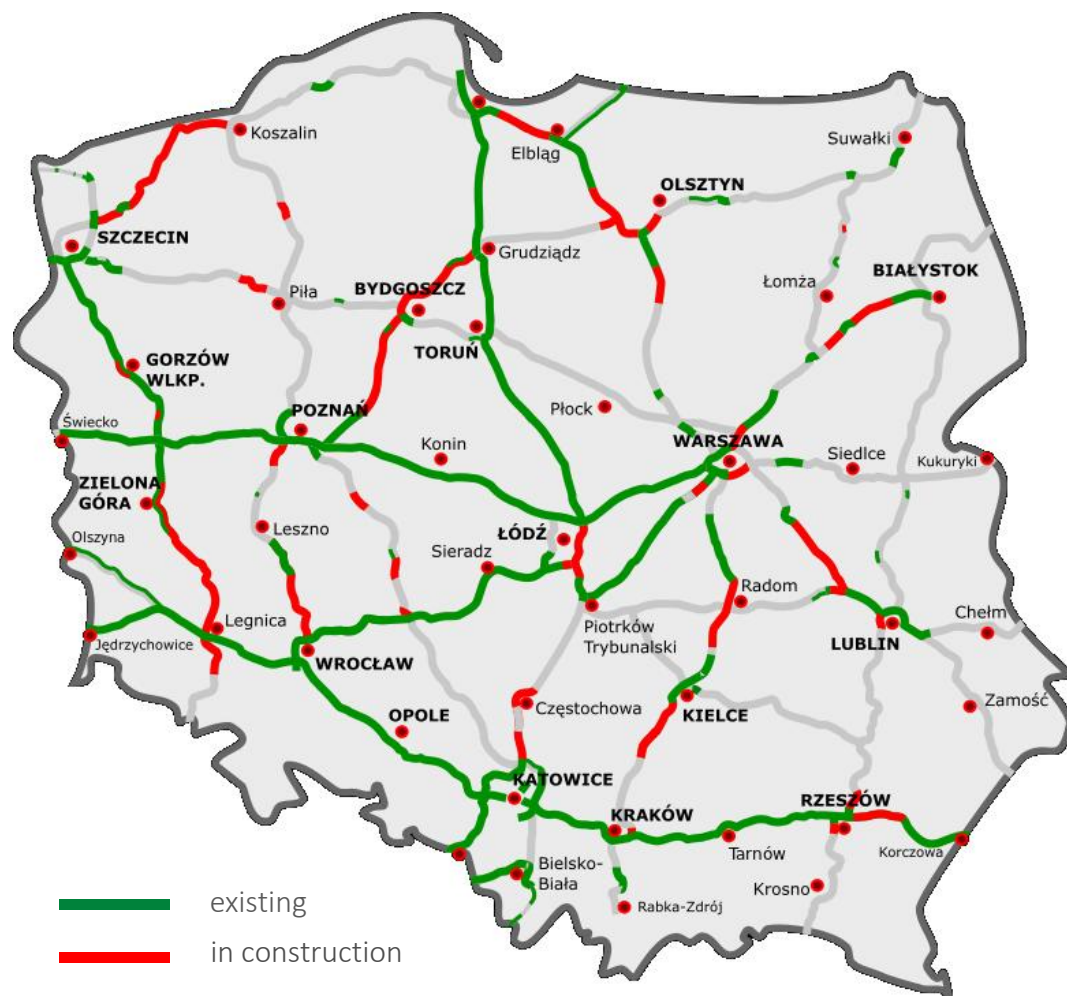 Koszalin
Elbląg
Suwałki
OLSZTYN
SZCZECIN
Grudziądz
BIAŁYSTOK
BYDGOSZCZ
Łomża
Piła
TORUŃ
GORZÓW
WLKP.
Płock
POZNAŃ
Świecko
Konin
WARSZAWA
Siedlce
Kukuryki
ZIELONA
GÓRA
Leszno
ŁÓDŹ
Olszyna
Sieradz
Radom
Legnica
Piotrków
Trybunalski
Chełm
Jędrzychowice
LUBLIN
WROCŁAW
Zamość
Częstochowa
KIELCE
OPOLE
KATOWICE
RZESZÓW
KRAKÓW
Tarnów
Korczowa
Bielsko-
Biała
Krosno
Rabka-Zdrój
existing
in construction